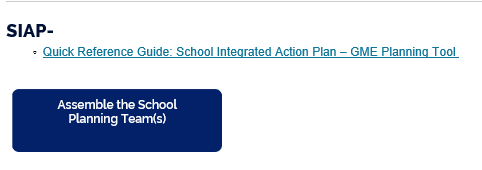 SIAP-
Quick Reference Guide: School Integrated Action Plan – GME Planning Tool
Assemble the School
Planning Team(s)